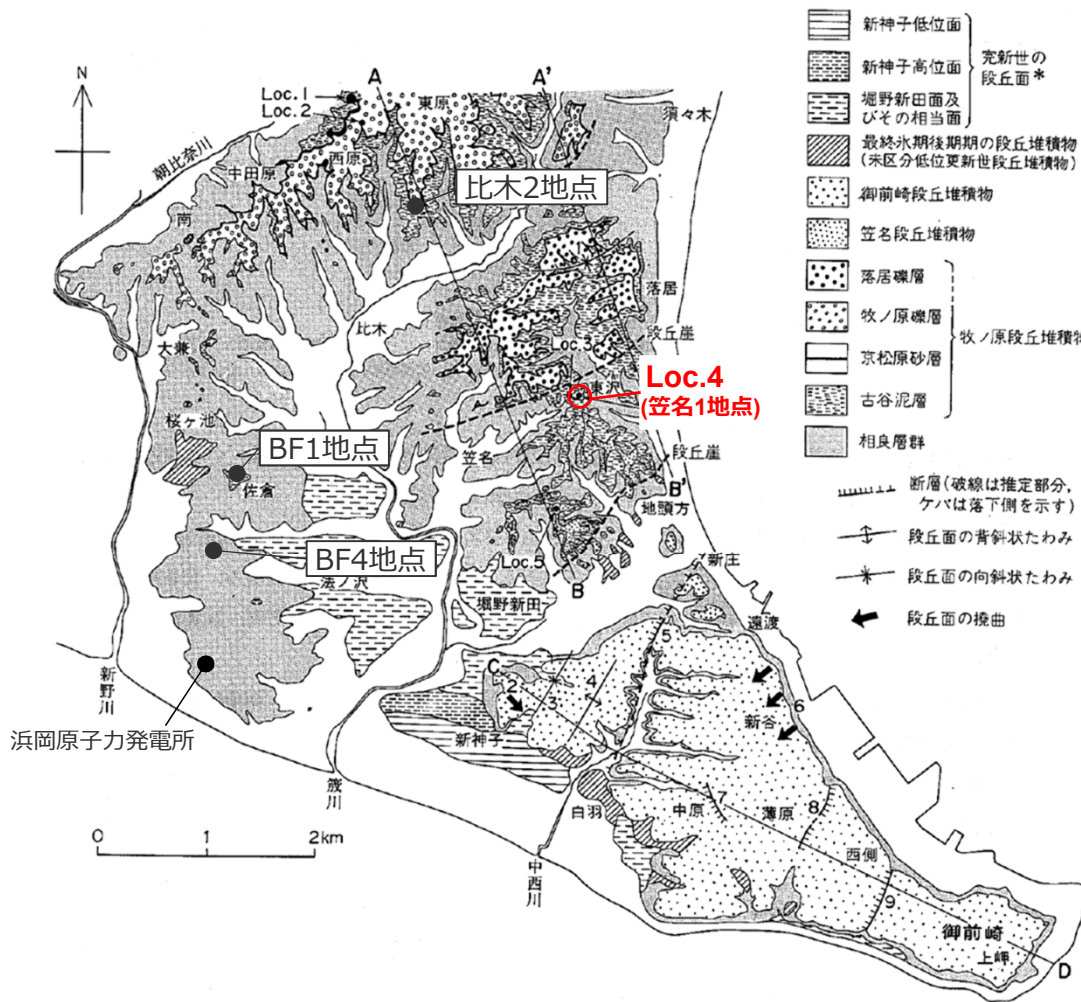 N
A
A'
Loc.1
Loc.2
東原
須々木
朝比奈川
西原
中田原
比木2地点
南
落居
比木
段丘崖
Loc.3
大兼
東沢
Loc.4
(笠名1地点)
桜ヶ池
BF1地点
笠名
段丘崖
佐倉
B'
地頭方
BF4地点
Loc.5
新庄
法ノ沢
B
堀野新田
遠渡
5
C
2
4
3
6
新野川
新谷
浜岡原子力発電所
新神子
筬川
7
8
白羽
中原
薄原
0
1
2km
西側
中西川
9
御前崎
上岬
D
新神子低位面
新神子高位面
堀野新田面及
びその相当面
完新世の
段丘面*
最終氷期後期期の段丘堆積物
(未区分低位更新世段丘堆積物)
御前崎段丘堆積物
笠名段丘堆積物
落居礫層
牧ノ原礫層
京松原砂層
古谷泥層
牧ノ原段丘堆積物
相良層群
断層(破線は推定部分,
ケバは落下側を示す)
段丘面の背斜状たわみ
段丘面の向斜状たわみ
段丘面の撓曲